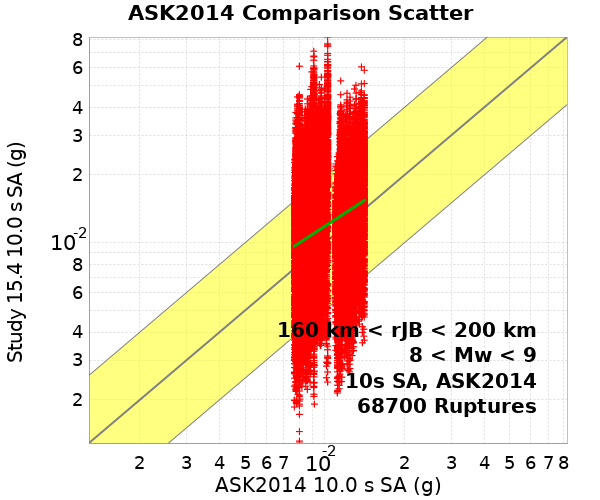 ASK2014 Comparison Scatter
8
6
4
3
2
10-2
8
6
4
3
2
Study 15.4 10.0 s SA (g)
160 km < rJB < 200 km
8 < Mw < 9
10s SA, ASK2014
68700 Ruptures
2 3 4 5 6 7 10-2 2 3 4 5 6 7 8
ASK2014 10.0 s SA (g)